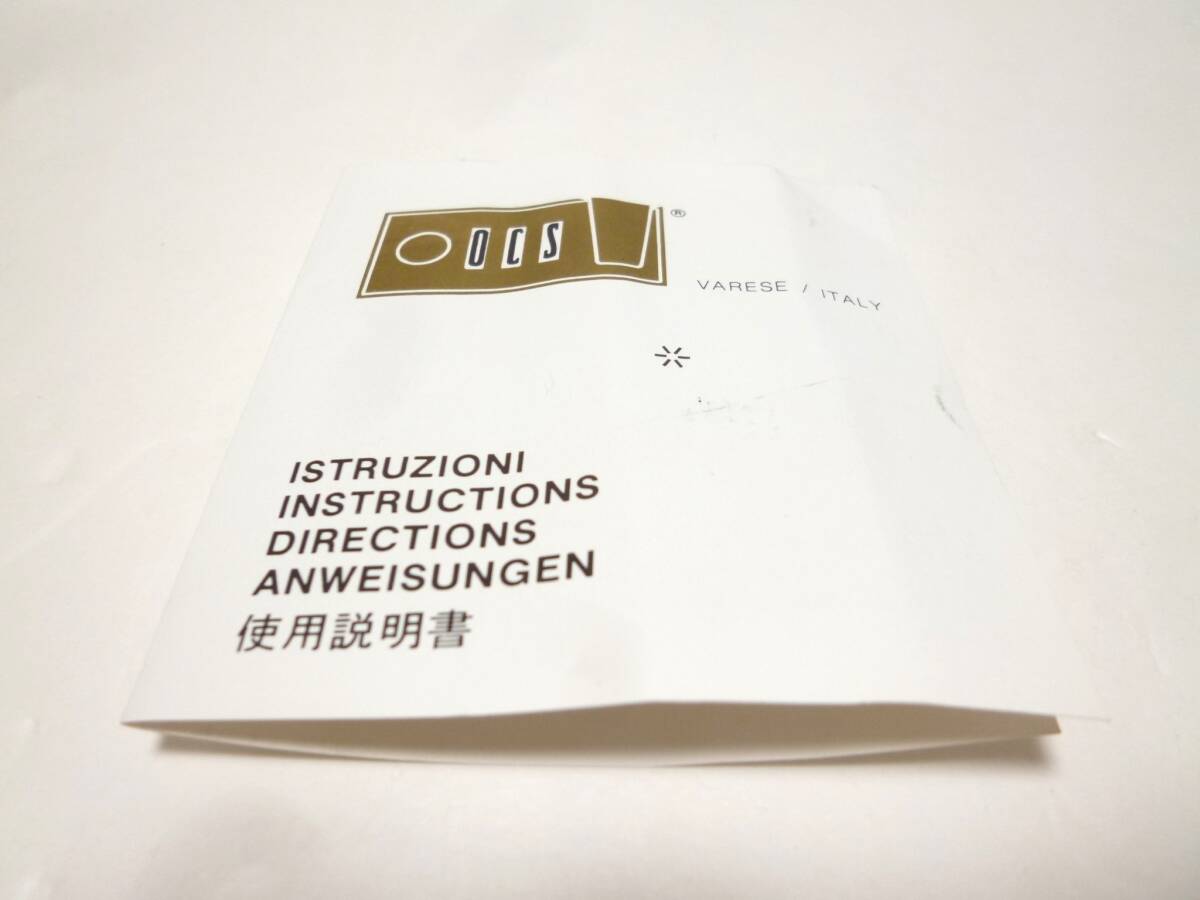 OCS ®
VARESE / ITALY
ISTRUZIONI
INSTRUCTIONS
DIRECTIONS
ANWEISUNGEN
使用説明書